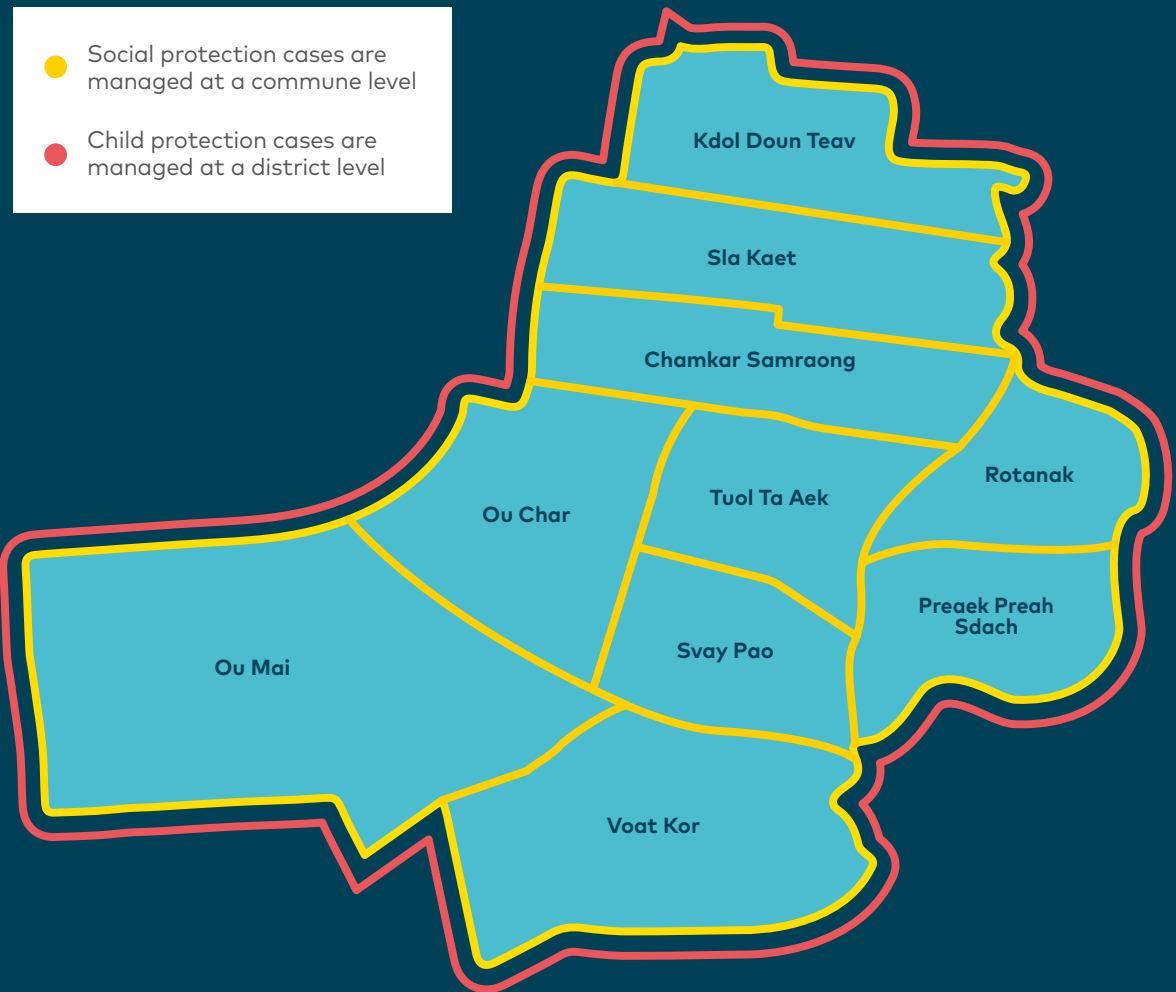 Social protection cases are
managed at a commune level
Child protection cases are
managed at a district level
Kdol Doun Teav
Sla Kaet
Chamkar Samraong
Rotanak
Tuol Ta Aek
Ou Char
Preaek Preah
Sdach
Svay Pao
Ou Mai
Voat Kor